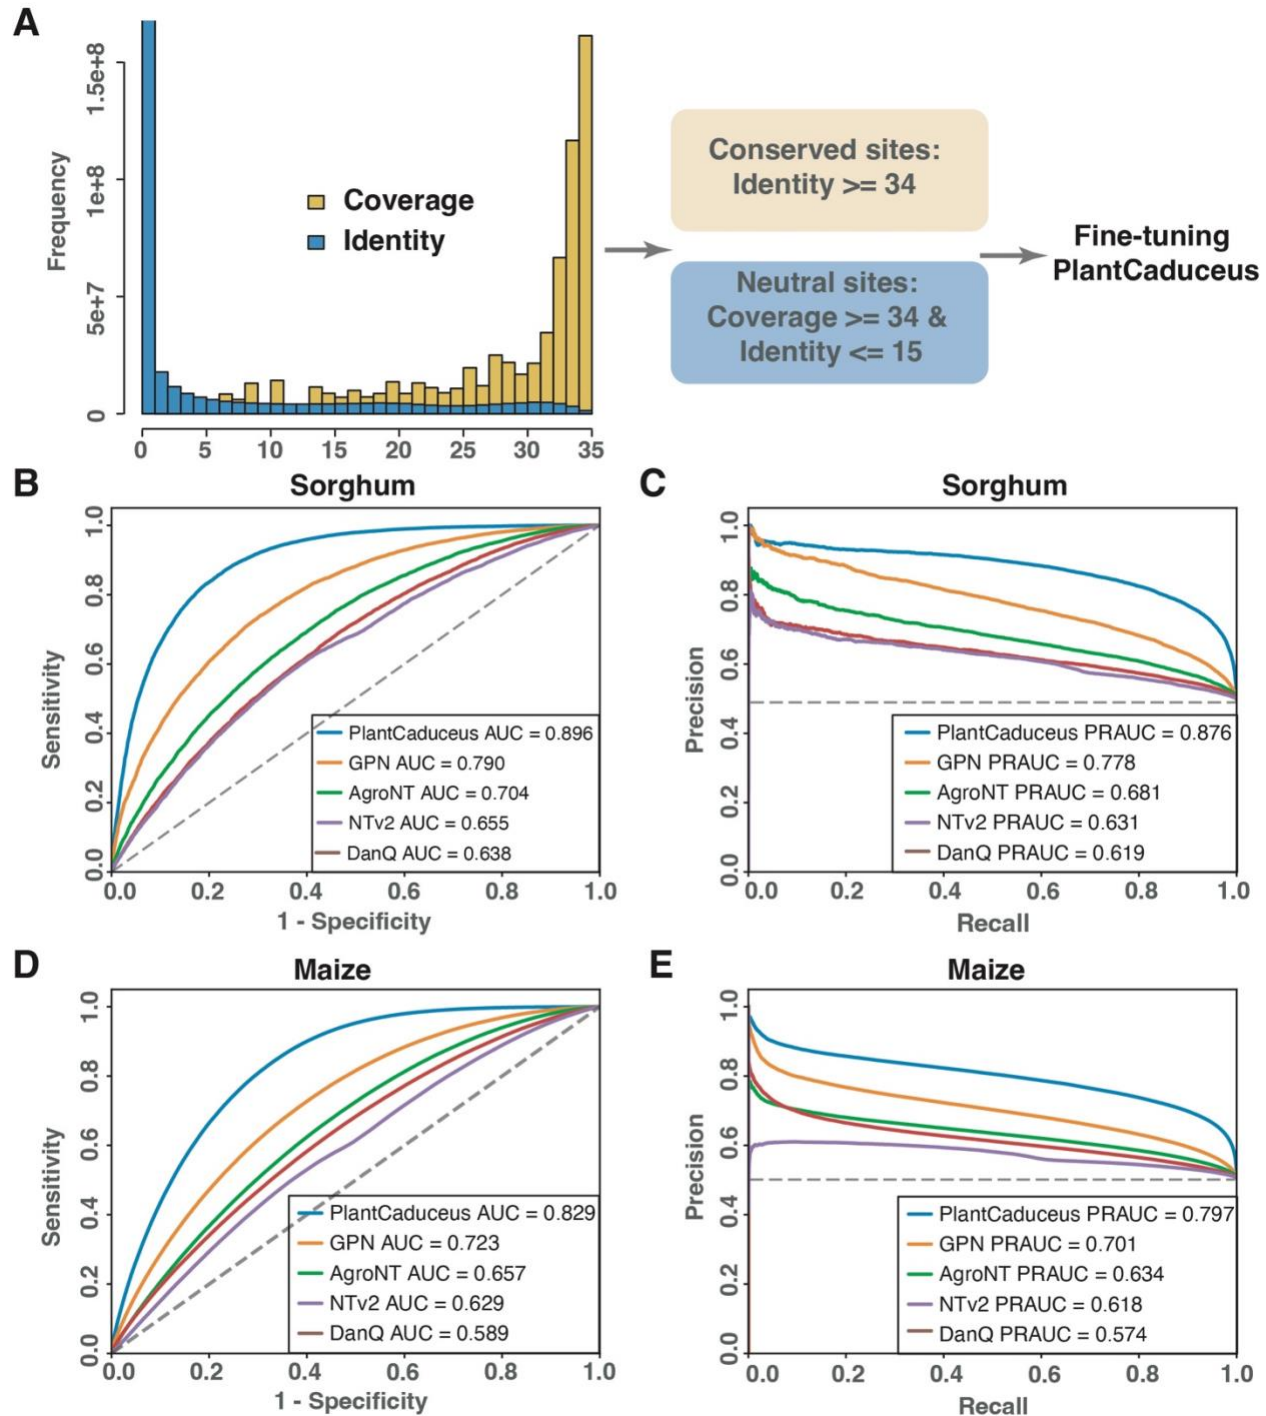 A
Frequency
1.5e+8
1e+8
5e+7
0
Coverage
Identity
0 5 10 15 20 25 30 35
Conserved sites:
Identity >= 34
Neutral sites:
Coverage >= 34 &
Identity <= 15
Fine-tuning
PlantCaduceus
B
Sorghum
Sensitivity
1.0
0.8
0.6
0.4
0.2
0.0
PlantCaduceus AUC = 0.896
GPN AUC = 0.790
AgroNT AUC = 0.704
NTv2 AUC = 0.655
DanQ AUC = 0.638
0.0 0.2 0.4 0.6 0.8 1.0
1 - Specificity
C
Sorghum
Precision
1.0
0.8
0.6
0.4
0.2
0.0
PlantCaduceus PRAUC = 0.876
GPN PRAUC = 0.778
AgroNT PRAUC = 0.681
NTv2 PRAUC = 0.631
DanQ PRAUC = 0.619
0.0 0.2 0.4 0.6 0.8 1.0
Recall
D
Maize
Sensitivity
1.0
0.8
0.6
0.4
0.2
0.0
PlantCaduceus AUC = 0.829
GPN AUC = 0.723
AgroNT AUC = 0.657
NTv2 AUC = 0.629
DanQ AUC = 0.589
0.0 0.2 0.4 0.6 0.8 1.0
1 - Specificity
E
Maize
Precision
1.0
0.8
0.6
0.4
0.2
0.0
PlantCaduceus PRAUC = 0.797
GPN PRAUC = 0.701
AgroNT PRAUC = 0.634
NTv2 PRAUC = 0.618
DanQ PRAUC = 0.574
0.0 0.2 0.4 0.6 0.8 1.0
Recall